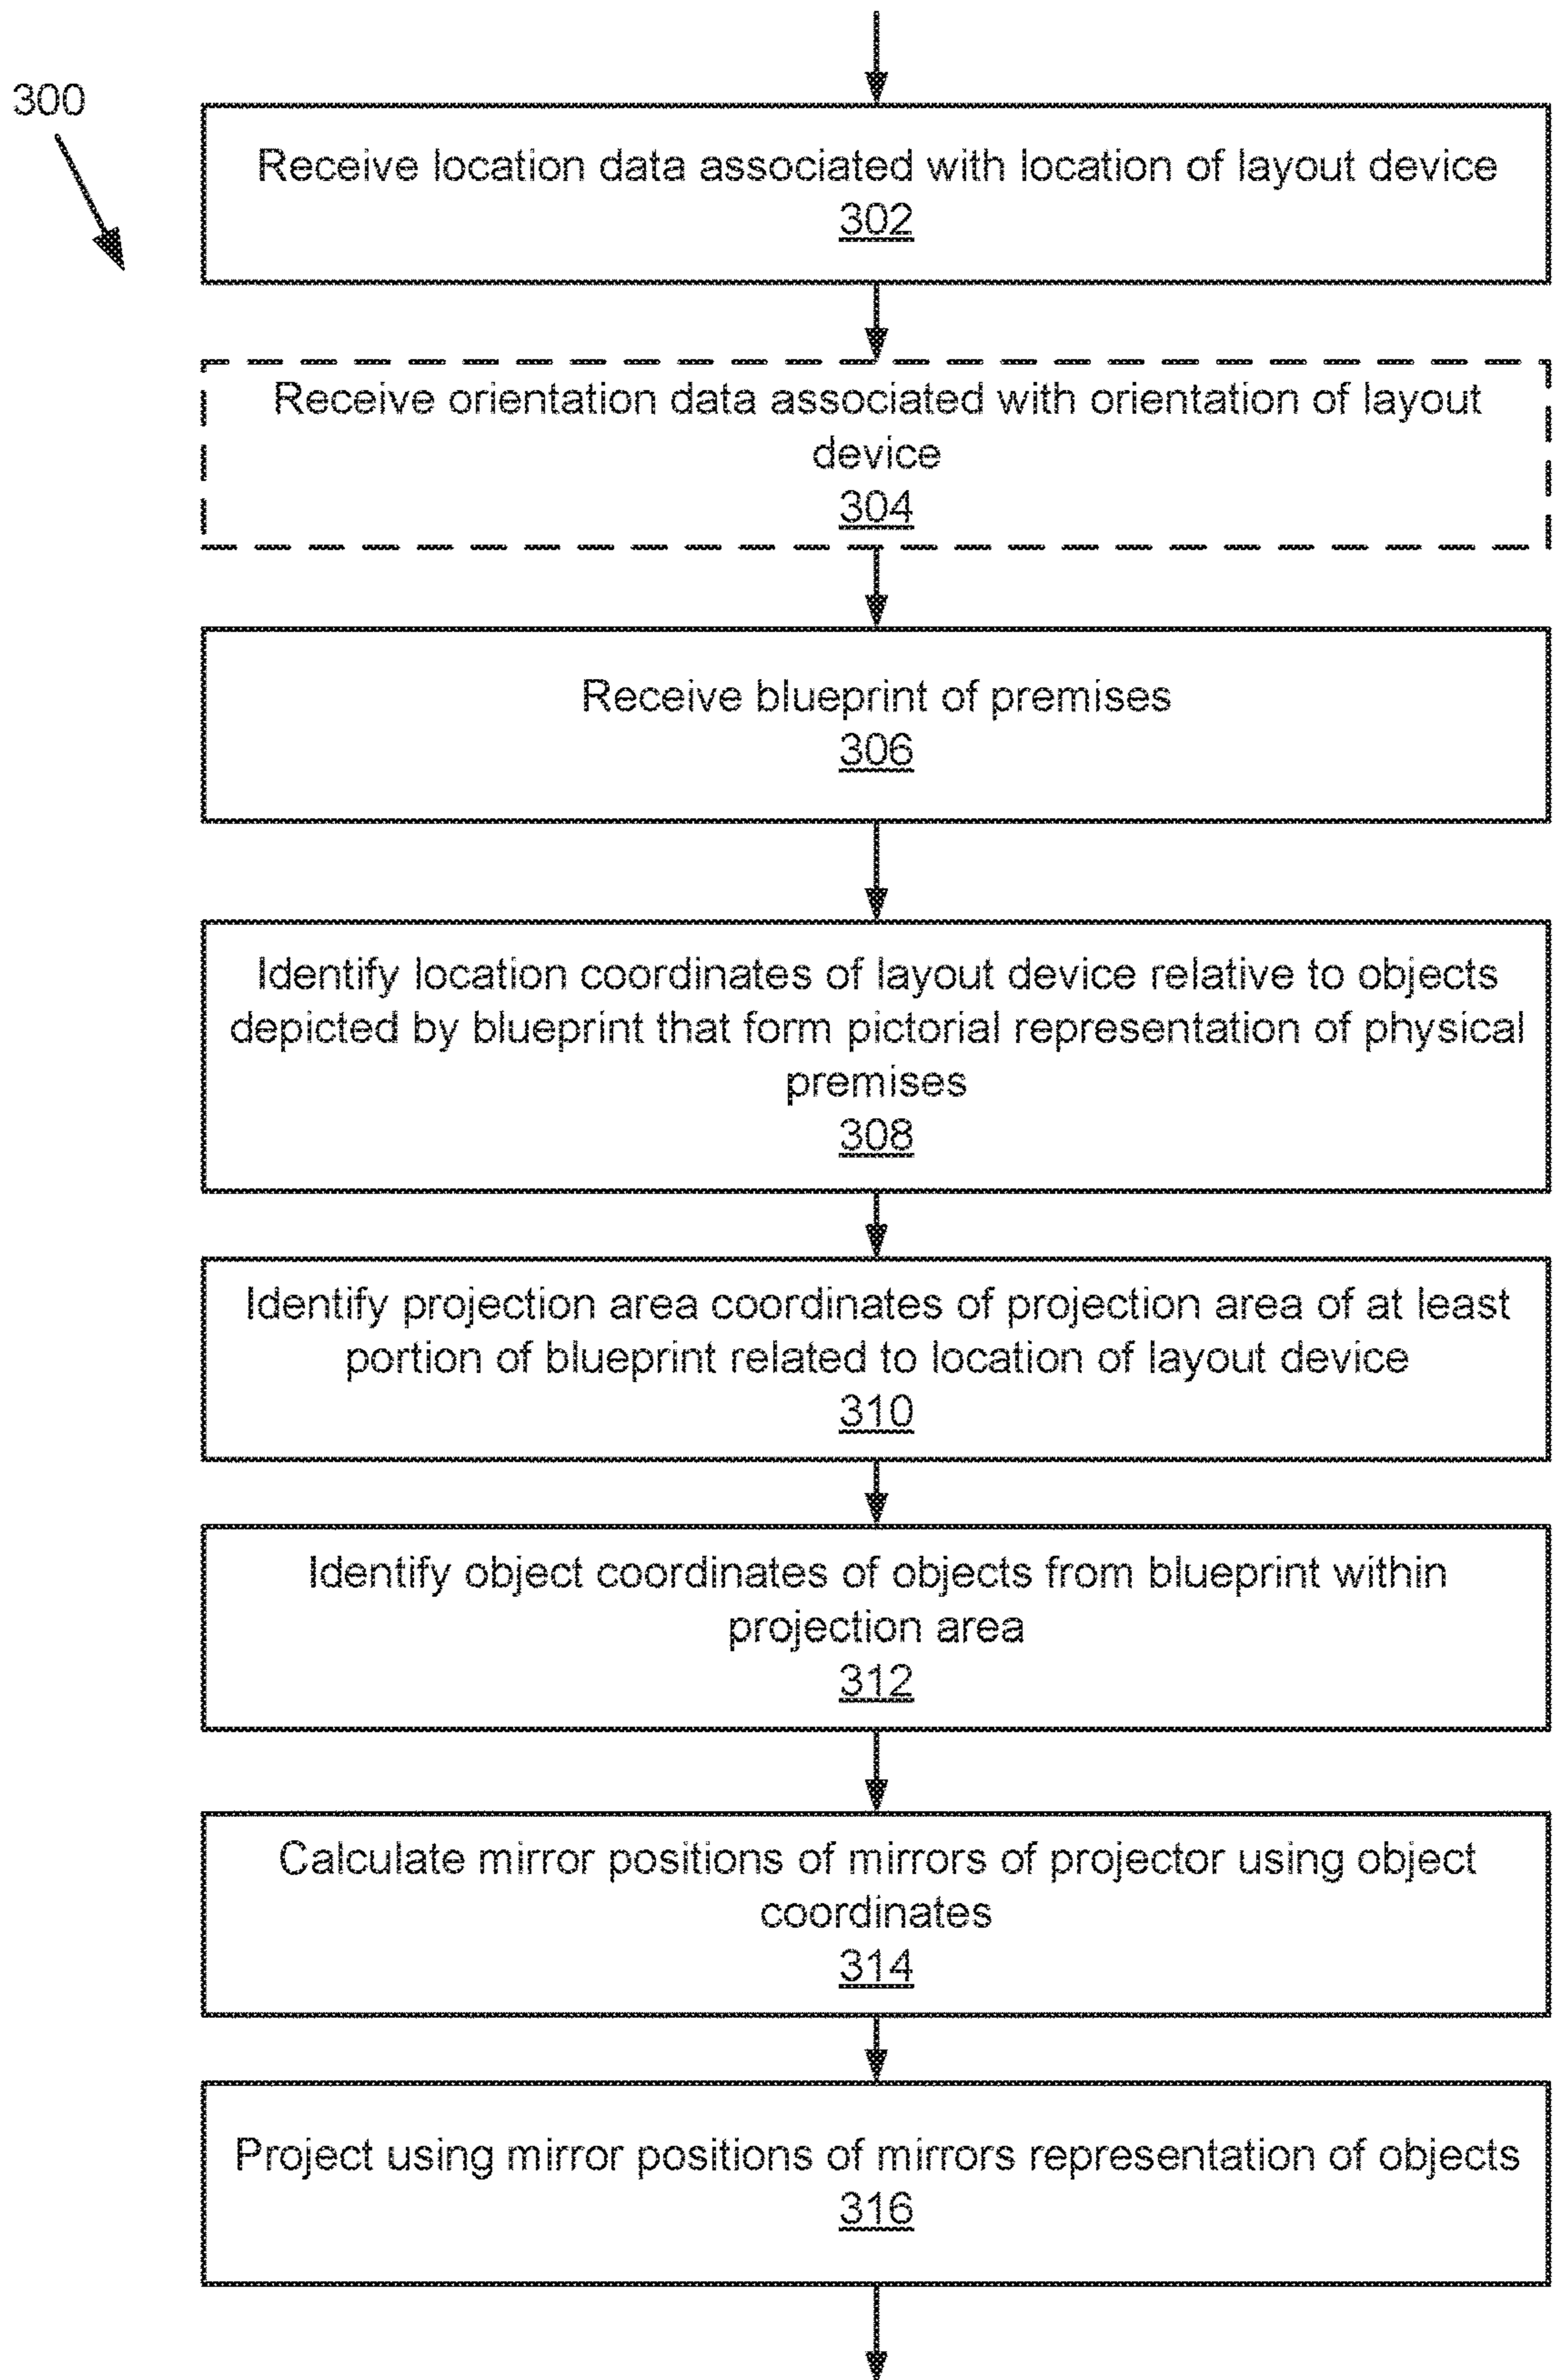 300
Receive location data associated with location of layout device
302
Receive orientation data associated with orientation of layout
device
304
Receive blueprint of premises
306
Identify location coordinates of layout device relative to objects
depicted by blueprint that form pictorial representation of physical
premises
308
Identify projection area coordinates of projection area of at least
portion of blueprint related to location of layout device
310
Identify object coordinates of objects from blueprint within
projection area
312
Calculate mirror positions of mirrors of projector using object
coordinates
314
Project using mirror positions of mirrors representation of objects
316